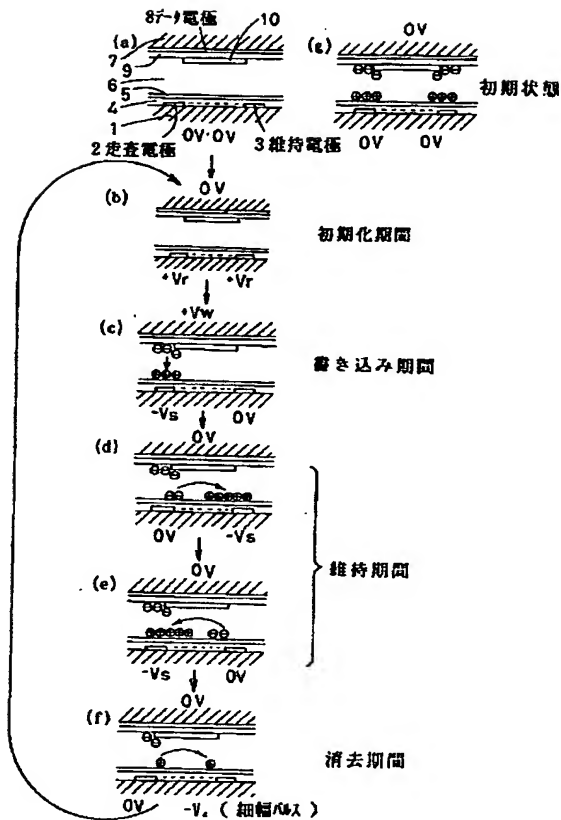 8データ電極 10
(a)
7
9
6
5
4
1
0V·0V
2走査電極 3維持電極
(g) 0V
初期状態
0V 0V
(b) 0V
初期化期間
+Vr +Vr
+Vw
(c)
書き込み期間
-Vs 0V
(d) 0V
0V -Vs
維持期間
(e) 0V
-Vs 0V
(f) 0V
消去期間
0V
(細幅パルス)